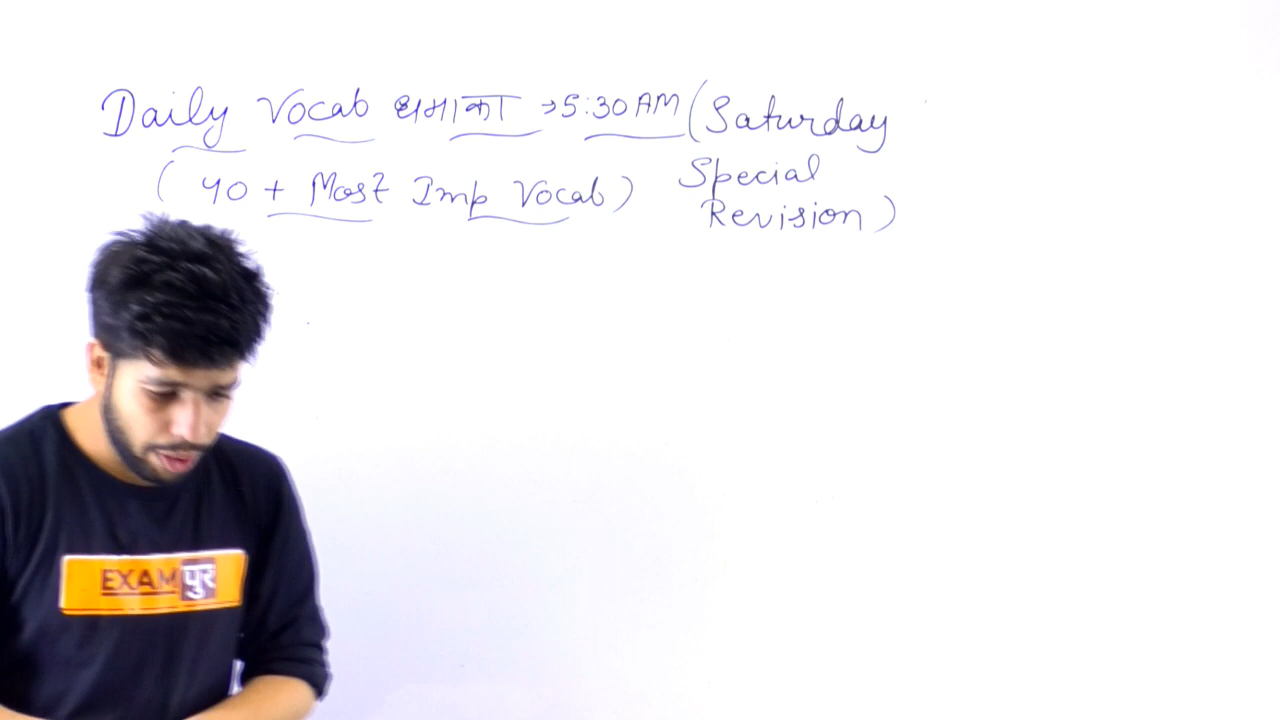 Daily Vocab धमाका → 5:30 AM (Saturday
(40 + Most Imp Vocab) Special
Revision)
EXAM पुर